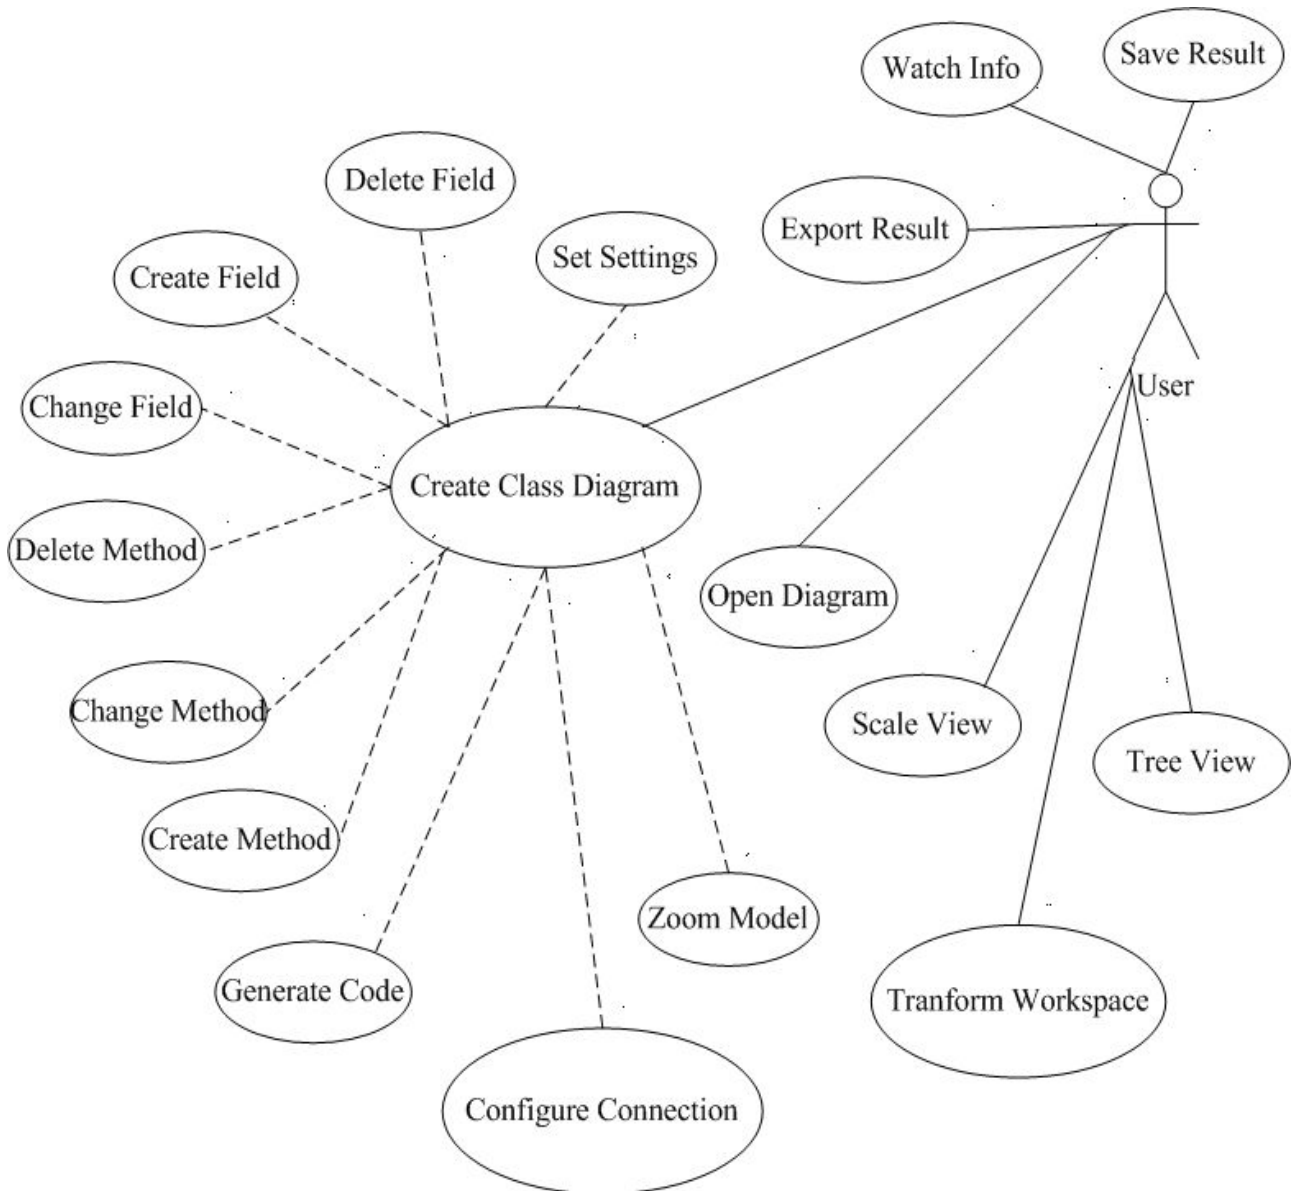 Save Result
Watch Info
Delete Field
Export Result
Set Settings
Create Field
User
Change Field
Create Class Diagram
Delete Method
Open Diagram
Change Method
Scale View
Tree View
Create Method
Zoom Model
Generate Code
Tranform Workspace
Configure Connection